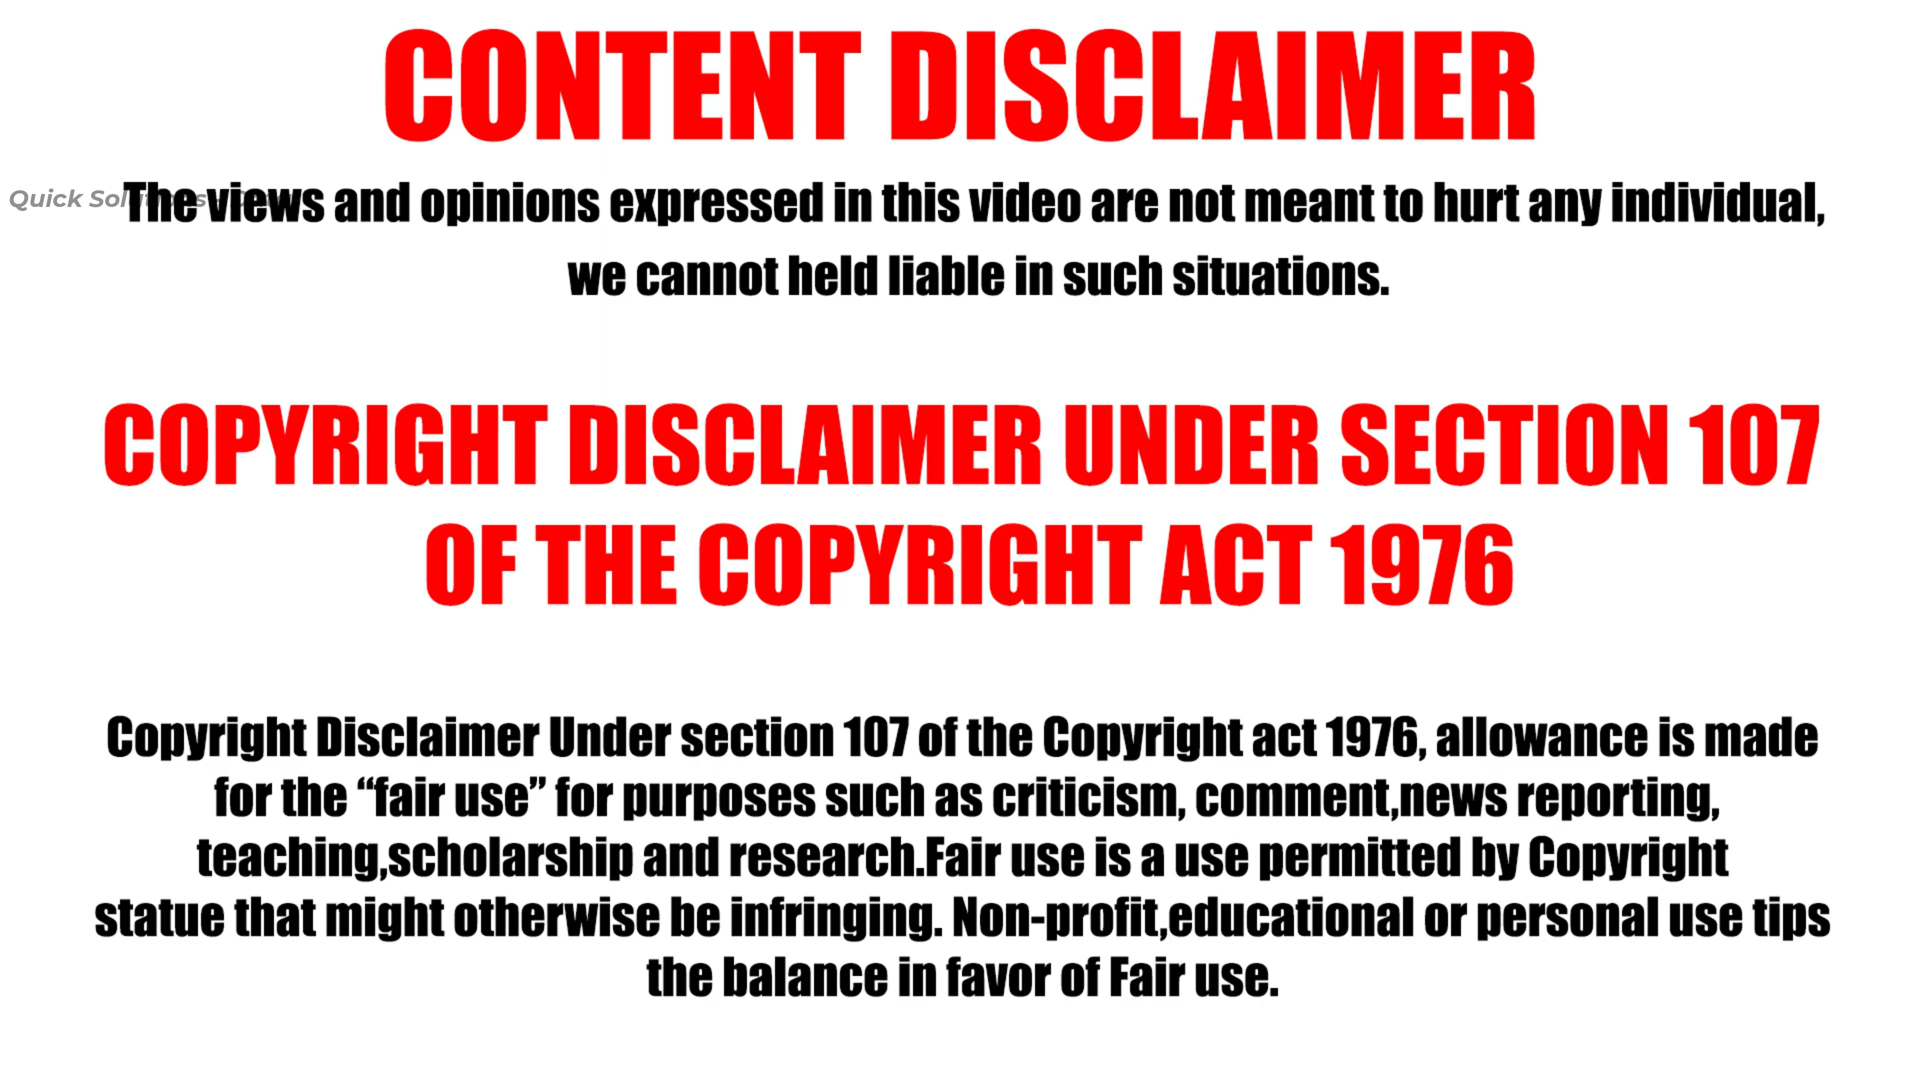 CONTENT DISCLAIMER
Quick
The views and opinions expressed in this video are not meant to hurt any individual,
we cannot held liable in such situations.
COPYRIGHT DISCLAIMER UNDER SECTION 107
OF THE COPYRIGHT ACT 1976
Copyright Disclaimer Under section 107 of the Copyright act 1976, allowance is made
for the “fair use” for purposes such as criticism, comment,news reporting,
teaching,scholarship and research.Fair use is a use permitted by Copyright
statue that might otherwise be infringing. Non-profit,educational or personal use tips
the balance in favor of Fair use.